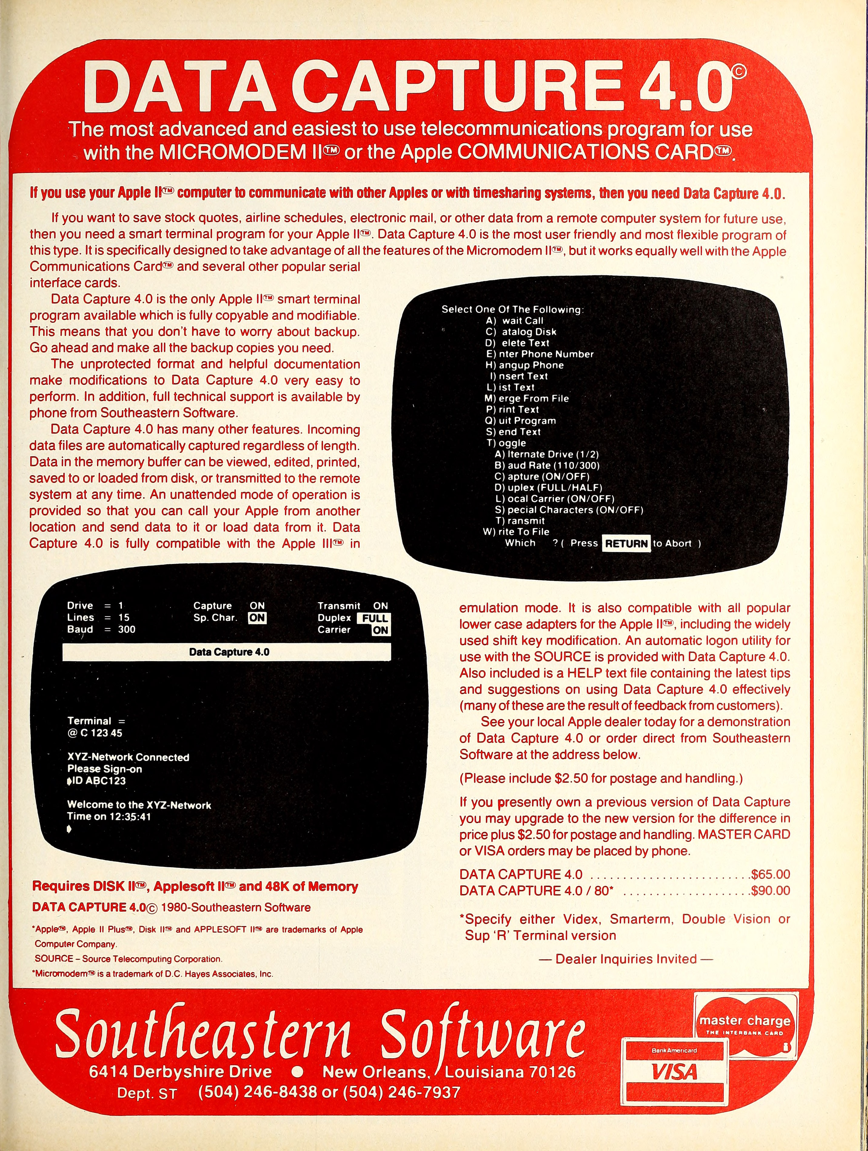 DATA CAPTURE 4.0©
The most advanced and easiest to use telecommunications program for use
with the MICROMODEM II™ or the Apple COMMUNICATIONS CARD™.
If you use your Apple II™ computer to communicate with other Apples or with timesharing systems, then you need Data Capture 4.0.
If you want to save stock quotes, airline schedules, electronic mail, or other data from a remote computer system for future use,
then you need a smart terminal program for your Apple II™. Data Capture 4.0 is the most user friendly and most flexible program of
this type. It is specifically designed to take advantage of all the features of the Micromodem II™, but it works equally well with the Apple
Communications Card™ and several other popular serial
interface cards.
Data Capture 4.0 is the only Apple II™ smart terminal
program available which is fully copyable and modifiable.
This means that you don't have to worry about backup.
Go ahead and make all the backup copies you need.
The unprotected format and helpful documentation
make modifications to Data Capture 4.0 very easy to
perform. In addition, full technical support is available by
phone from Southeastern Software.
Data Capture 4.0 has many other features. Incoming
data files are automatically captured regardless of length.
Data in the memory buffer can be viewed, edited, printed,
saved to or loaded from disk, or transmitted to the remote
system at any time. An unattended mode of operation is
provided so that you can call your Apple from another
location and send data to it or load data from it. Data
Capture 4.0 is fully compatible with the Apple III™ in
Select One Of The Following:
A) wait Call
C) atalog Disk
D) elete Text
E) nter Phone Number
H) angup Phone
I) nsert Text
L) ist Text
M) erge From File
P) rint Text
Q) uit Program
S) end Text
T) oggle
A) lternate Drive (1/2)
B) aud Rate (110/300)
C) apture (ON/OFF)
D) uplex (FULL/HALF)
L) ocal Carrier (ON/OFF)
S) pecial Characters (ON/OFF)
T) ransmit
W) rite To File
Which ? ( Press RETURN to Abort )
Drive = 1 Capture ON Transmit ON
Lines = 15 Sp. Char. ON Duplex FULL
Baud = 300 Carrier ON
Data Capture 4.0
Terminal =
@ C 123 45
XYZ-Network Connected
Please Sign-on
♦ID ABC123
Welcome to the XYZ-Network
Time on 12:35:41
♦
emulation mode. It is also compatible with all popular
lower case adapters for the Apple II™, including the widely
used shift key modification. An automatic logon utility for
use with the SOURCE is provided with Data Capture 4.0.
Also included is a HELP text file containing the latest tips
and suggestions on using Data Capture 4.0 effectively
(many of these are the result of feedback from customers).
See your local Apple dealer today for a demonstration
of Data Capture 4.0 or order direct from Southeastern
Software at the address below.
(Please include $2.50 for postage and handling.)
If you presently own a previous version of Data Capture
you may upgrade to the new version for the difference in
price plus $2.50 for postage and handling. MASTER CARD
or VISA orders may be placed by phone.
DATA CAPTURE 4.0 ........................$65.00
DATA CAPTURE 4.0 / 80* ...................$90.00
*Specify either Videx, Smarterm, Double Vision or
Sup 'R' Terminal version
— Dealer Inquiries Invited —
Requires DISK II™, Applesoft II™ and 48K of Memory
DATA CAPTURE 4.0© 1980-Southeastern Software
*Apple™, Apple II Plus™, Disk II™ and APPLESOFT II™ are trademarks of Apple
Computer Company.
SOURCE – Source Telecomputing Corporation.
*Micromodem™ is a trademark of D.C. Hayes Associates, Inc.
Southeastern Software
6414 Derbyshire Drive ● New Orleans, Louisiana 70126
Dept. ST (504) 246-8438 or (504) 246-7937
master charge
THE INTERBANK CARD
BankAmericard
VISA